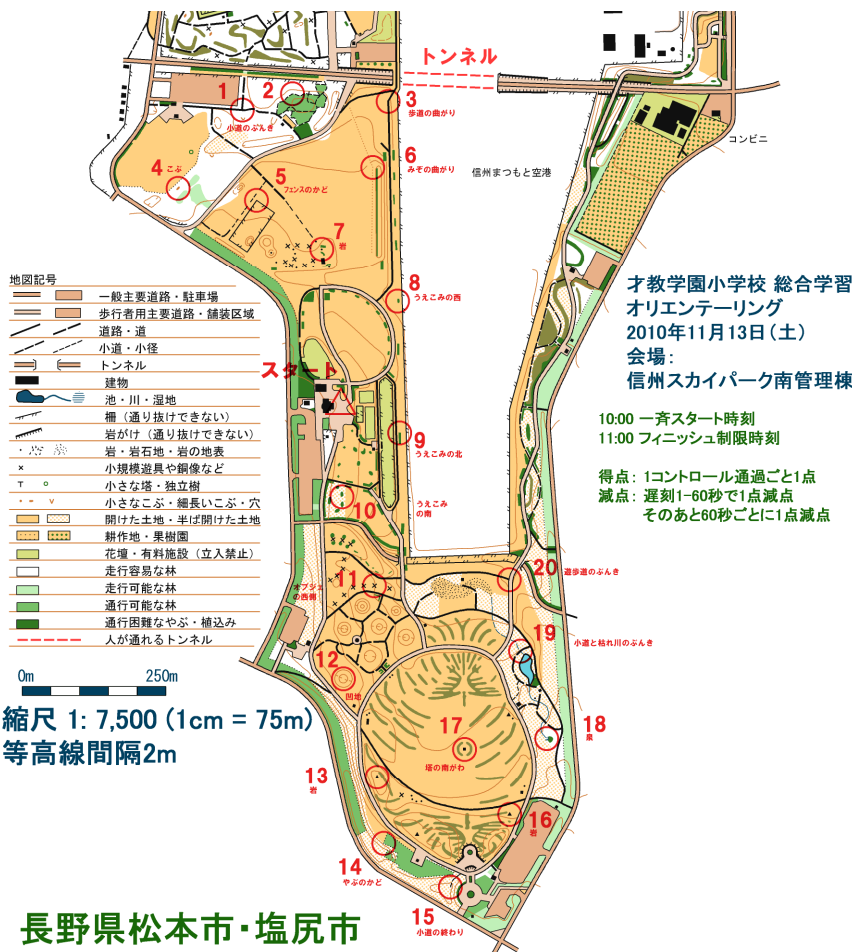 トンネル
1
小道のぶんき
2
3
歩道の曲がり
コンビニ
4 こぶ
5
フェンスのかど
6
みぞの曲がり
信州まつもと空港
7
岩
8
うえこみの西
地図記号
一般主要道路・駐車場
歩行者用主要道路・舗装区域
道路・道
小道・小径
トンネル
建物
池・川・湿地
柵（通り抜けできない）
岩がけ（通り抜けできない）
岩・岩石地・岩の地表
小規模遊具や銅像など
小さな塔・独立樹
小さなこぶ・細長いこぶ・穴
開けた土地・半ば開けた土地
耕作地・果樹園
花壇・有料施設（立入禁止）
走行容易な林
走行可能な林
通行可能な林
通行困難なやぶ・植込み
人が通れるトンネル
才教学園小学校 総合学習
オリエンテーリング
2010年11月13日（土）
会場：
信州スカイパーク南管理棟
10:00 一斉スタート時刻
11:00 フィニッシュ制限時刻
得点： 1コントロール通過ごと1点
減点： 遅刻1-60秒で1点減点
そのあと60秒ごとに1点減点
スタート
9
うえこみの北
10
うえこみ
の南
11
オブジェ
の西側
20 遊歩道のぶんき
19
小道と枯れ川のぶんき
12
凹地
18
泉
17
塔の南がわ
13
岩
16
岩
14
やぶのかど
15
小道の終わり
0m 250m
縮尺 1: 7,500 (1cm = 75m)
等高線間隔2m
長野県松本市・塩尻市